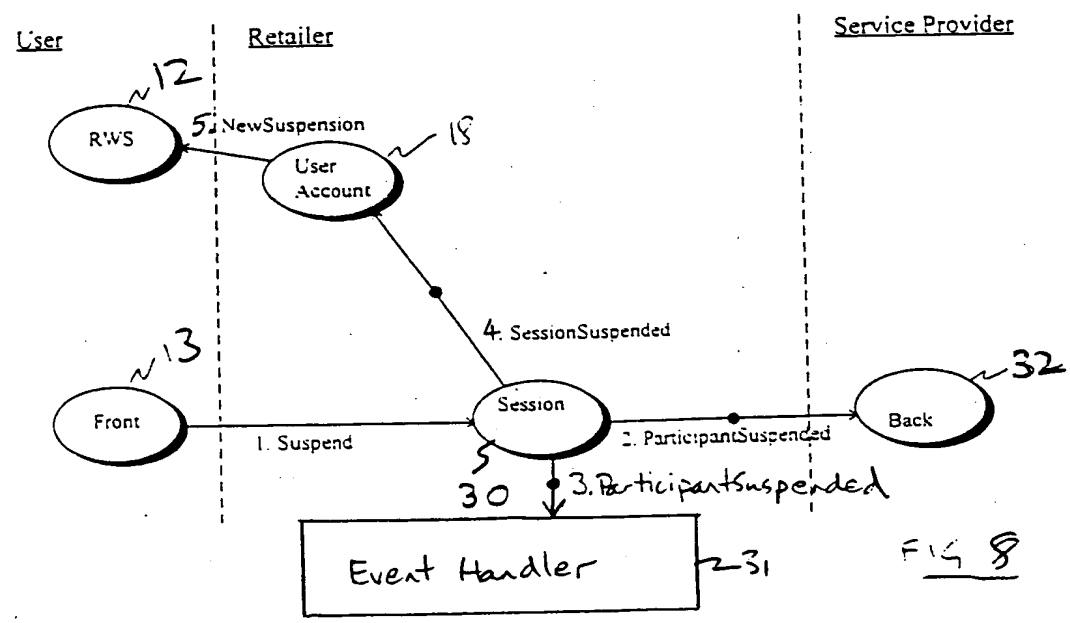 User
Retailer
Service Provider
12
RWS
5. NewSuspension
18
User
Account
4. SessionSuspended
13
32
Front
Session
Back
1. Suspend
2. ParticipantSuspended
30
3. ParticipantSuspended
Event Handler
31
FIG 8